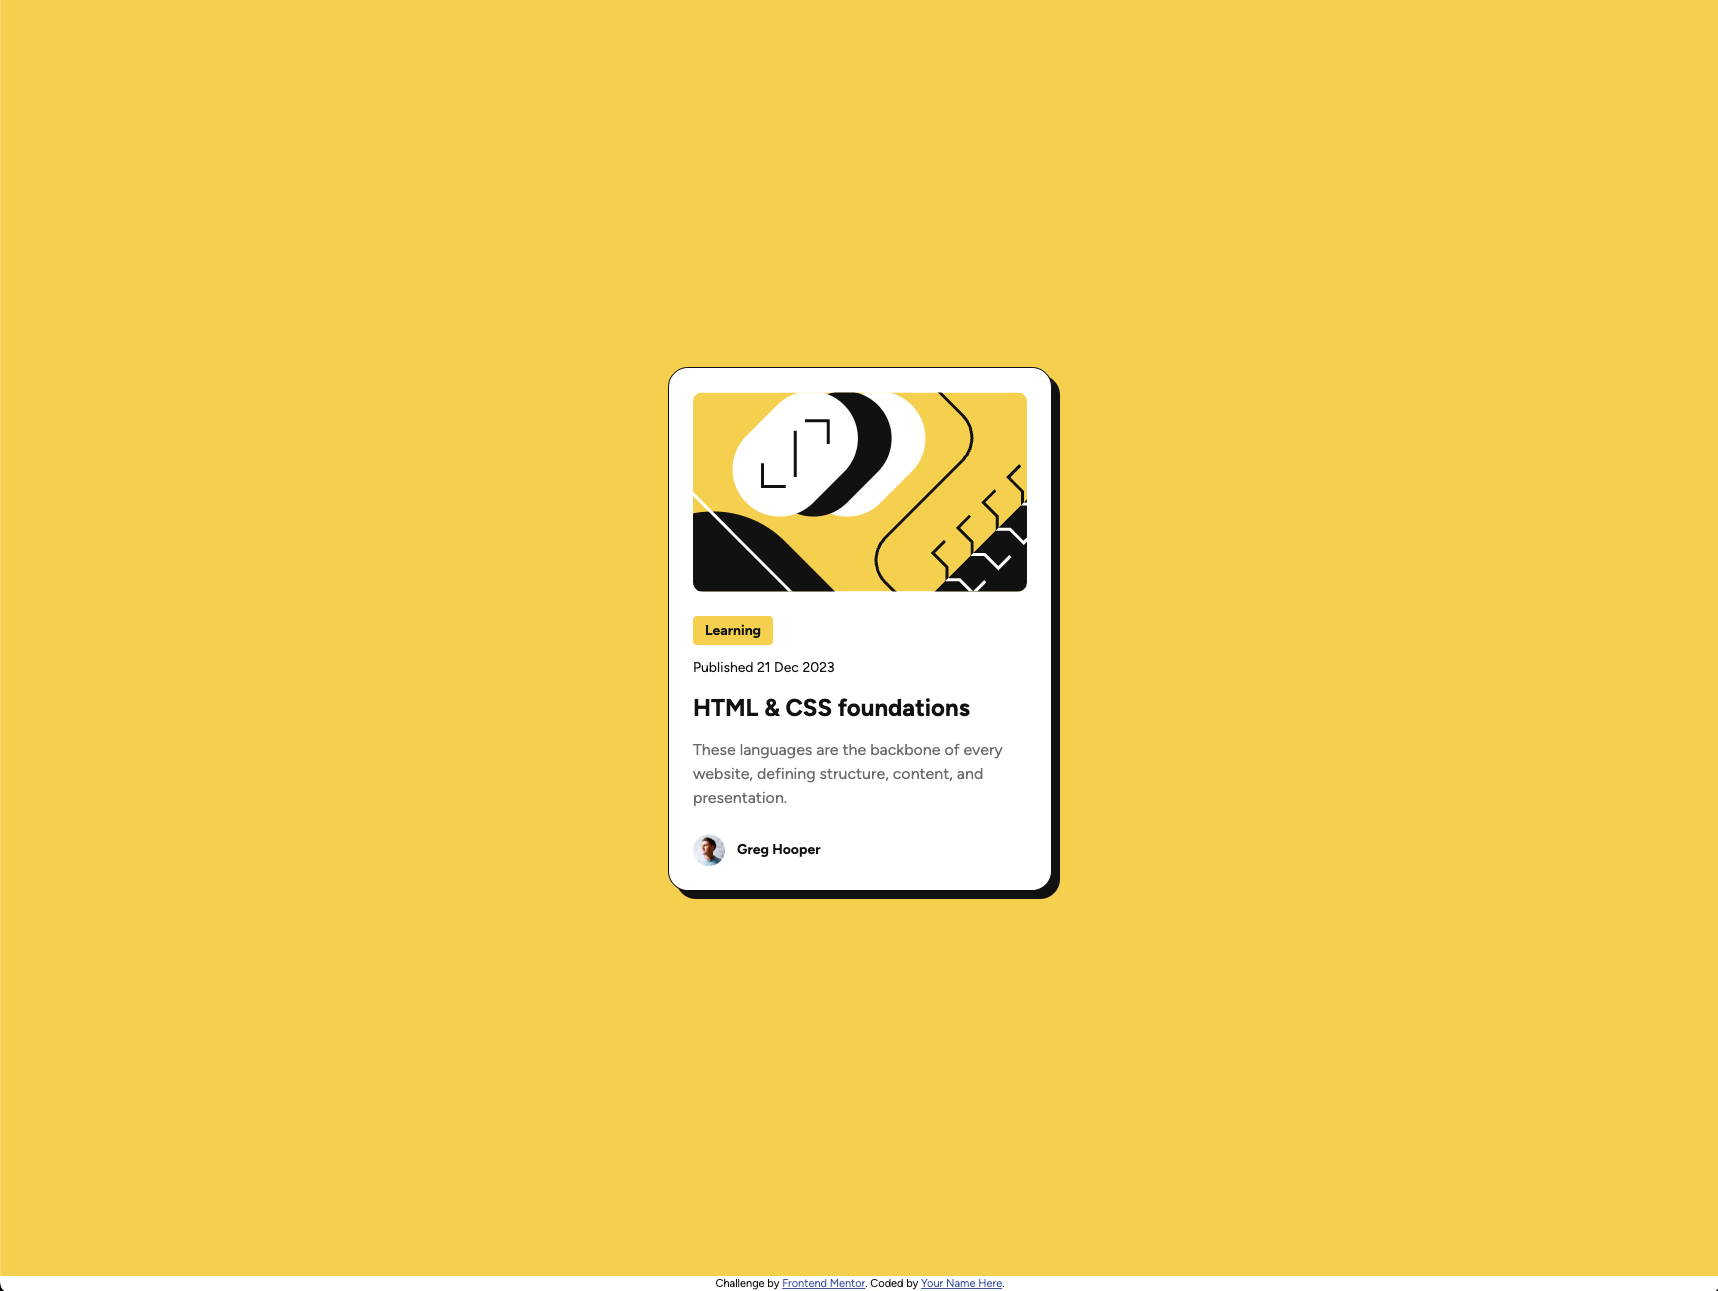 Learning
Published 21 Dec 2023
HTML & CSS foundations
These languages are the backbone of every
website, defining structure, content, and
presentation.
Greg Hooper
Challenge by Frontend Mentor. Coded by Your Name Here.